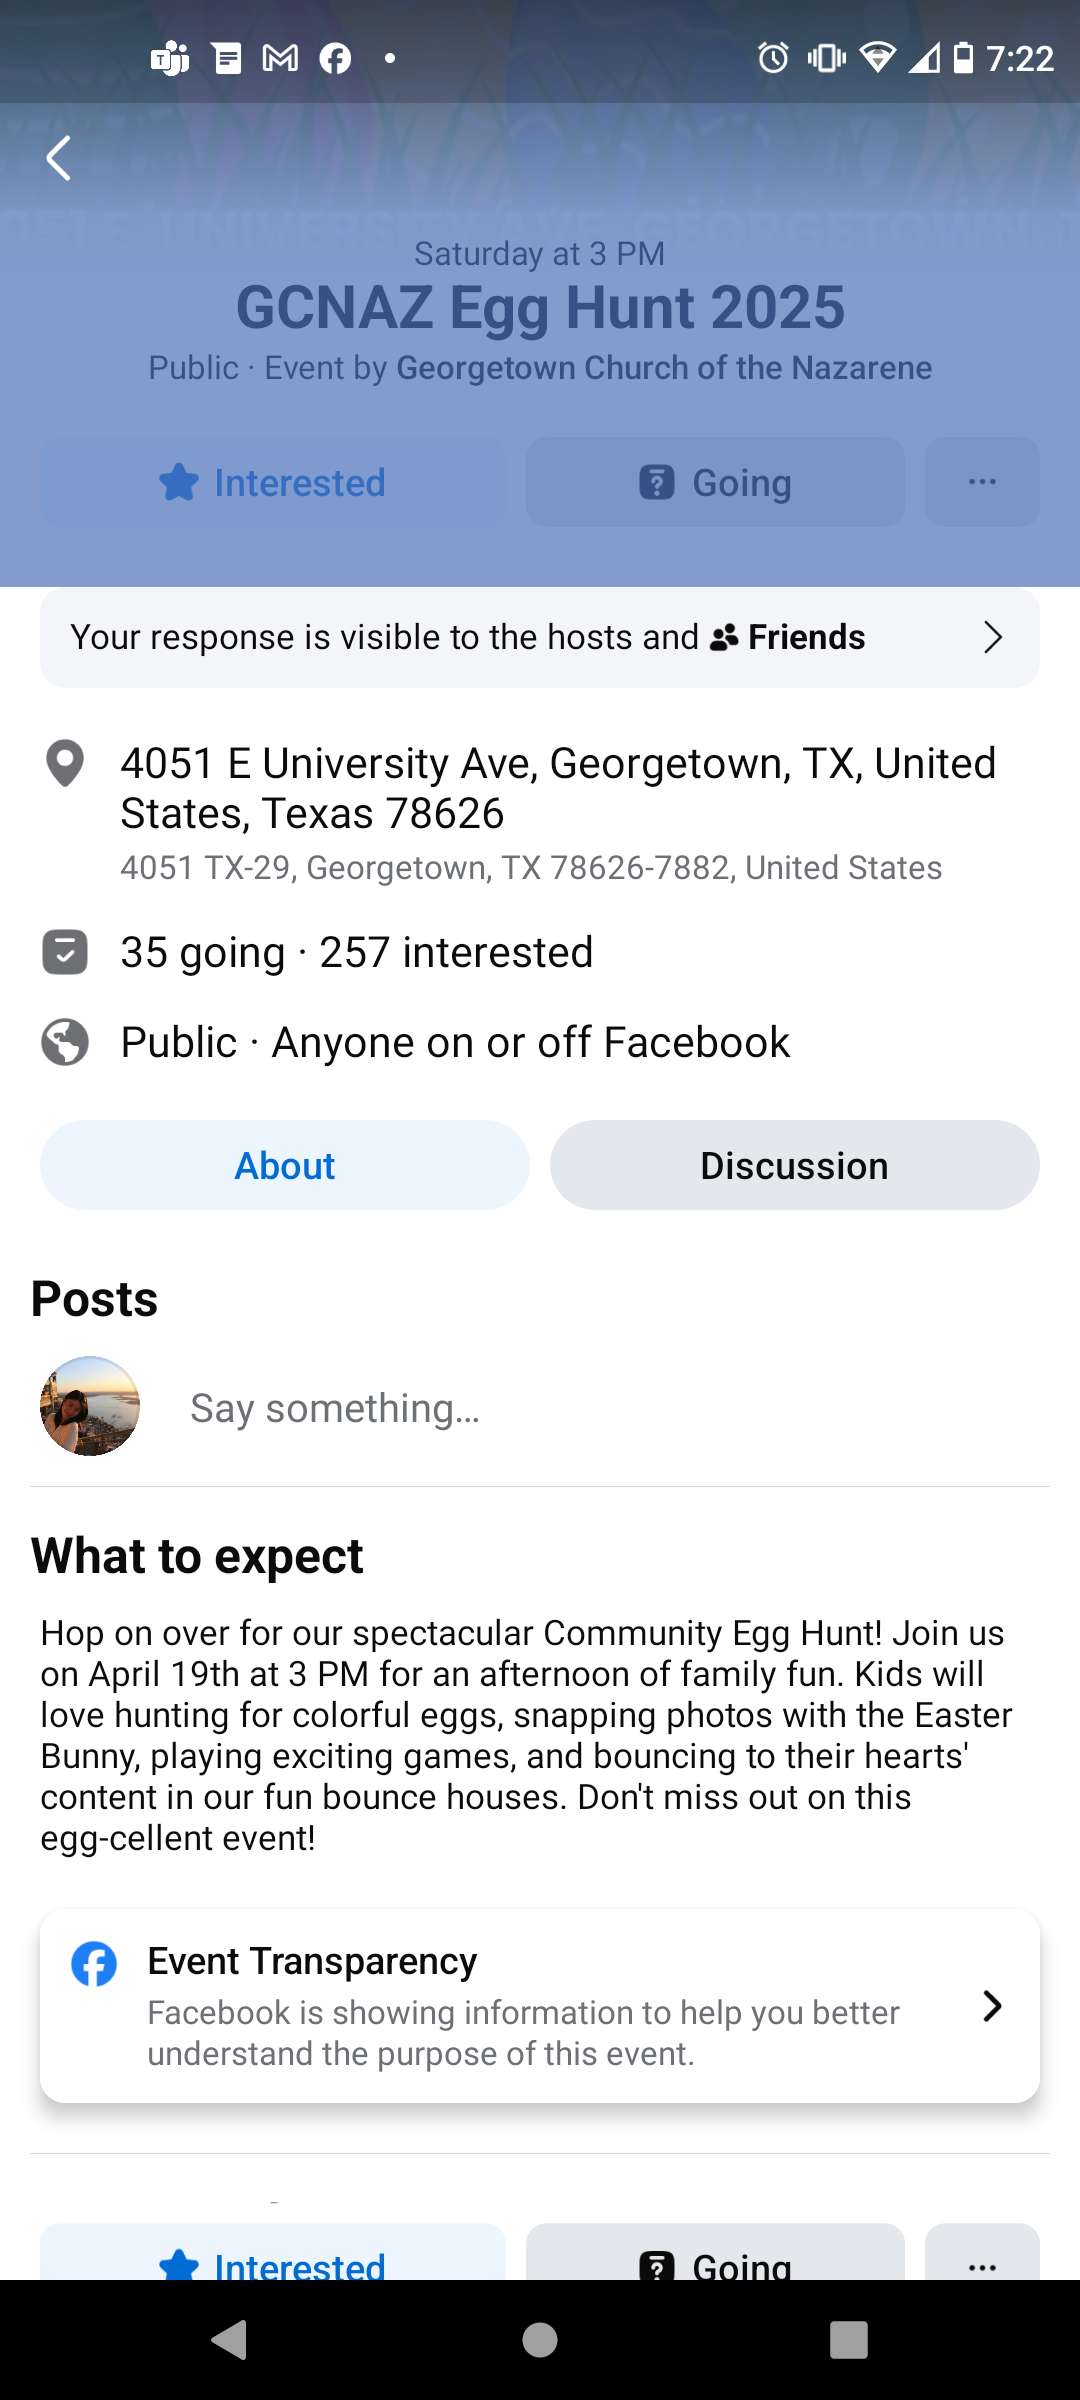 7:22
4051 E. UNIVERSITY AVE GEORGETOWN, T
Saturday at 3 PM
GCNAZ Egg Hunt 2025
Public · Event by Georgetown Church of the Nazarene
Interested Going
Your response is visible to the hosts and Friends
4051 E University Ave, Georgetown, TX, United
States, Texas 78626
4051 TX-29, Georgetown, TX 78626-7882, United States
35 going · 257 interested
Public · Anyone on or off Facebook
About Discussion
Posts
Say something...
What to expect
Hop on over for our spectacular Community Egg Hunt! Join us
on April 19th at 3 PM for an afternoon of family fun. Kids will
love hunting for colorful eggs, snapping photos with the Easter
Bunny, playing exciting games, and bouncing to their hearts'
content in our fun bounce houses. Don't miss out on this
egg-cellent event!
Event Transparency
Facebook is showing information to help you better
understand the purpose of this event.
Interested Going